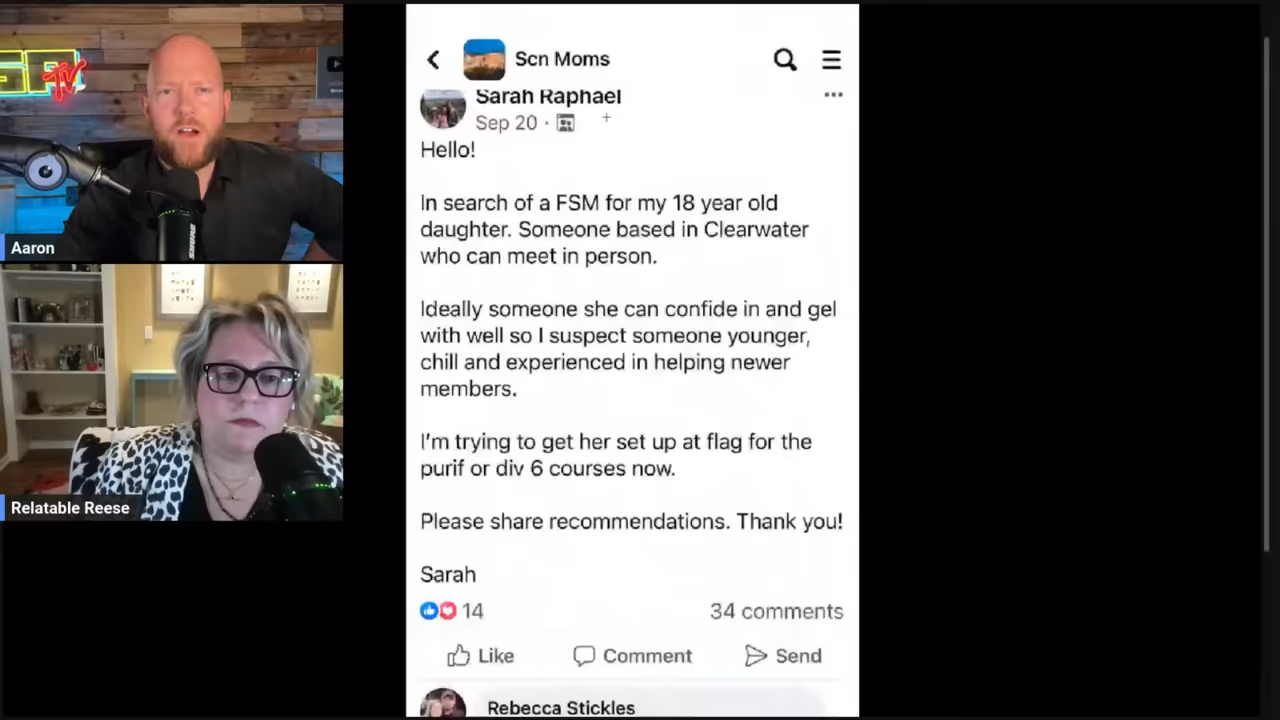 TV
SHURE
Aaron
Relatable Reese
Scn Moms
Sarah Raphael
Sep 20 ·
Hello!
In search of a FSM for my 18 year old
daughter. Someone based in Clearwater
who can meet in person.
Ideally someone she can confide in and gel
with well so I suspect someone younger,
chill and experienced in helping newer
members.
I'm trying to get her set up at flag for the
purif or div 6 courses now.
Please share recommendations. Thank you!
Sarah
14
34 comments
Like
Comment
Send
Rebecca Stickles